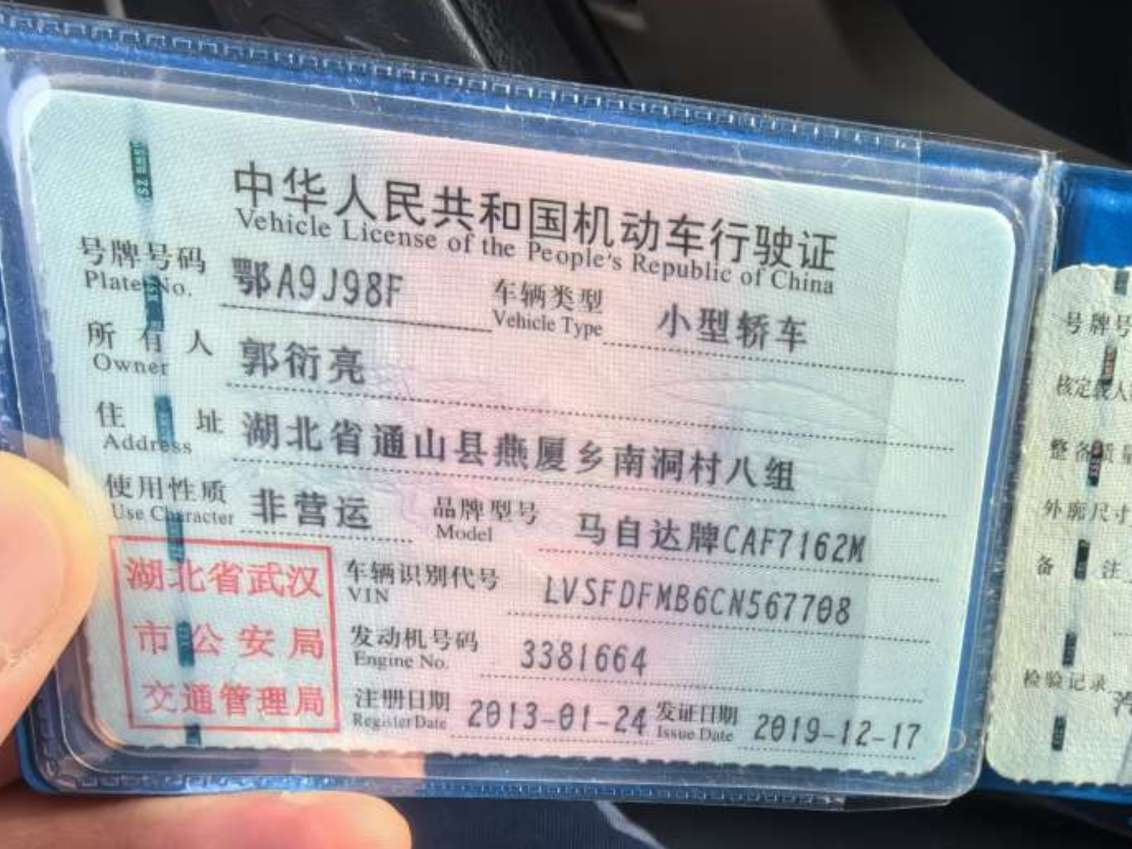 中华人民共和国机动车行驶证
Vehicle License of the People's Republic of China
号牌号码 鄂A9J98F 车辆类型 小型轿车
Plate No. Vehicle Type
所有人 郭衍亮
Owner
住址 湖北省通山县燕厦乡南洞村八组
Address
使用性质 非营运 品牌型号 马自达牌CAF7162M
Use Character Model
湖北省武汉
市公安局
交通管理局
车辆识别代号 LVSFDFMB6CN567708
VIN
发动机号码 3381664
Engine No.
注册日期 2013-01-24 发证日期 2019-12-17
Register Date Issue Date
号牌号
核定载人
整备质量
外廓尺寸
备注
检验记录